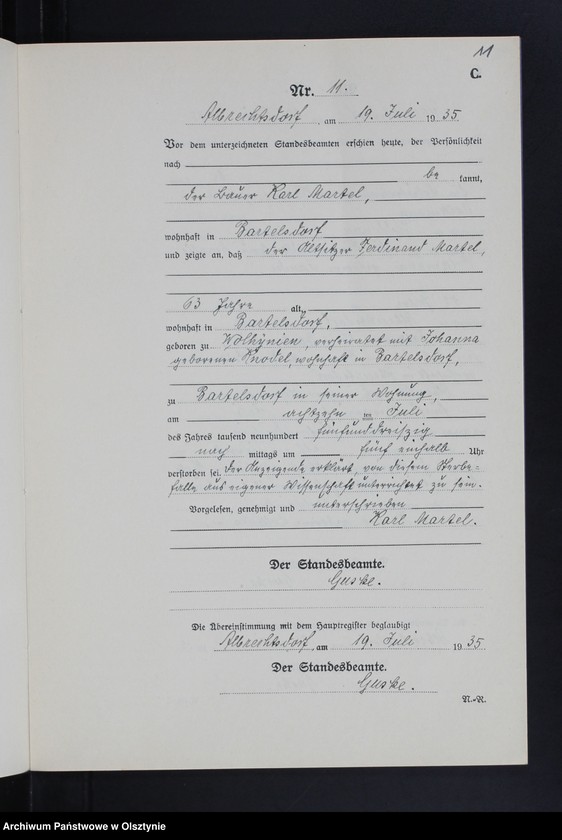 11
C.
Nr. 11.
Albrechtsdorf, am 19. Juli 1935
Vor dem unterzeichneten Standesbeamten erschien heute, der Persönlichkeit
nach
be kannt,
der Bauer Karl Martel,
wohnhaft in Bartelsdorf
und zeigte an, daß der Altsitzer Ferdinand Martel,
63 Jahre alt,
wohnhaft in Bartelsdorf,
geboren zu Wolhynien, verheiratet mit Johanna
geborenen Knodel, wohnhaft in Bartelsdorf,
zu Bartelsdorf in seiner Wohnung,
am achtzehn ten Juli
des Jahres tausend neunhundert fünfunddreißig
nach mittags um fünf einhalb Uhr
verstorben sei. Der Anzeigende erklärt, von diesem Sterbe=
falle aus eigener Wissenschaft unterrichtet zu sein.
Vorgelesen, genehmigt und unterschrieben
Karl Martel.
Der Standesbeamte.
Guske.
Die Übereinstimmung mit dem Hauptregister beglaubigt
Albrechtsdorf, am 19. Juli 1935
Der Standesbeamte.
Guske.
N.-R.
Archiwum Państwowe w Olsztynie